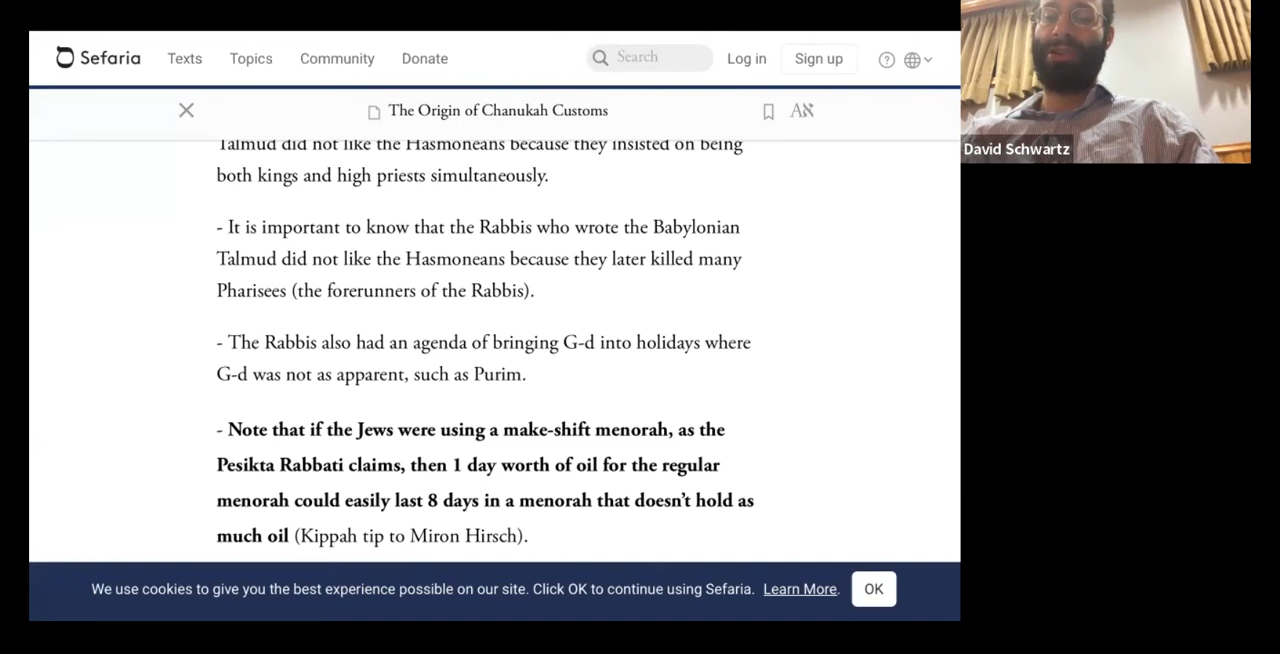 Sefaria Texts Topics Community Donate Search Log in Sign up
The Origin of Chanukah Customs Aא
Talmud did not like the Hasmoneans because they insisted on being
both kings and high priests simultaneously.
- It is important to know that the Rabbis who wrote the Babylonian
Talmud did not like the Hasmoneans because they later killed many
Pharisees (the forerunners of the Rabbis).
- The Rabbis also had an agenda of bringing G-d into holidays where
G-d was not as apparent, such as Purim.
- Note that if the Jews were using a make-shift menorah, as the
Pesikta Rabbati claims, then 1 day worth of oil for the regular
menorah could easily last 8 days in a menorah that doesn’t hold as
much oil (Kippah tip to Miron Hirsch).
We use cookies to give you the best experience possible on our site. Click OK to continue using Sefaria. Learn More. OK
David Schwartz